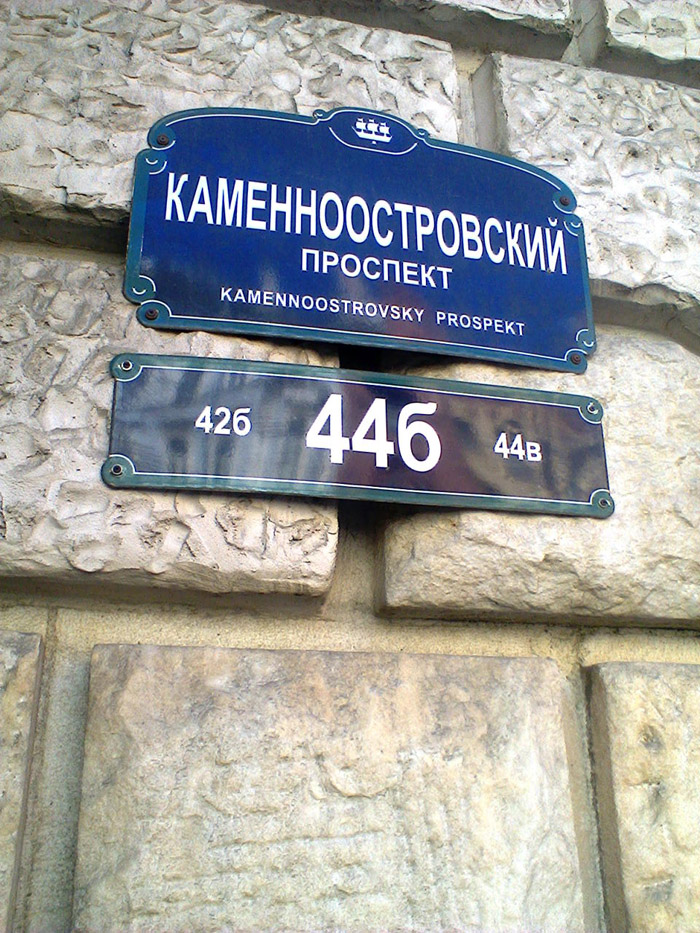 КАМЕННООСТРОВСКИЙ
ПРОСПЕКТ
KAMENNOOSTROVSKY PROSPEKT
42б 44б 44в